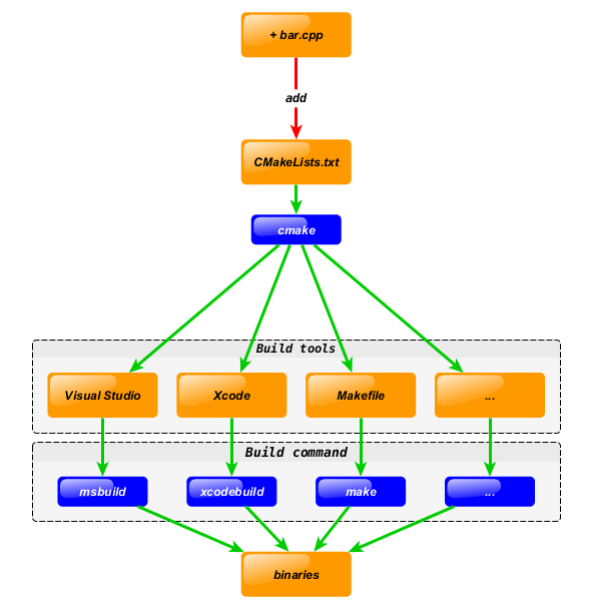 + bar.cpp
add
CMakeLists.txt
cmake
Build tools
Visual Studio
Xcode
Makefile
...
Build command
msbuild
xcodebuild
make
...
binaries